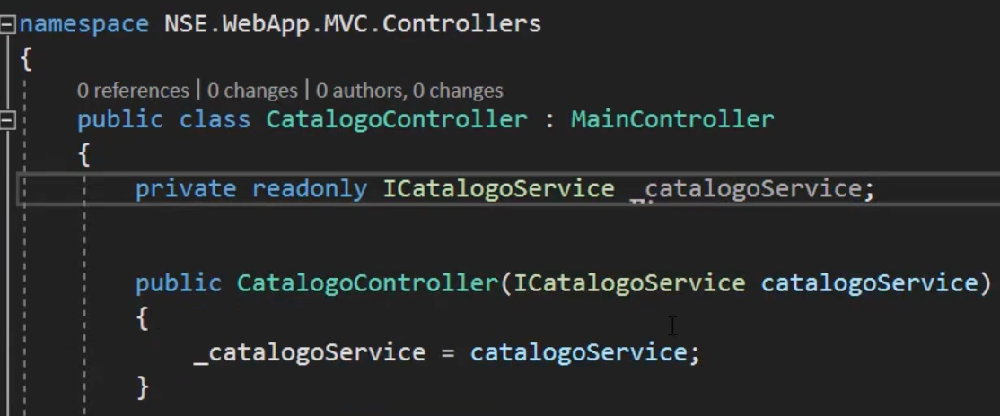 namespace NSE.WebApp.MVC.Controllers
{
0 references | 0 changes | 0 authors, 0 changes
public class CatalogoController : MainController
{
private readonly ICatalogoService _catalogoService;
public CatalogoController(ICatalogoService catalogoService)
{
_catalogoService = catalogoService;
}